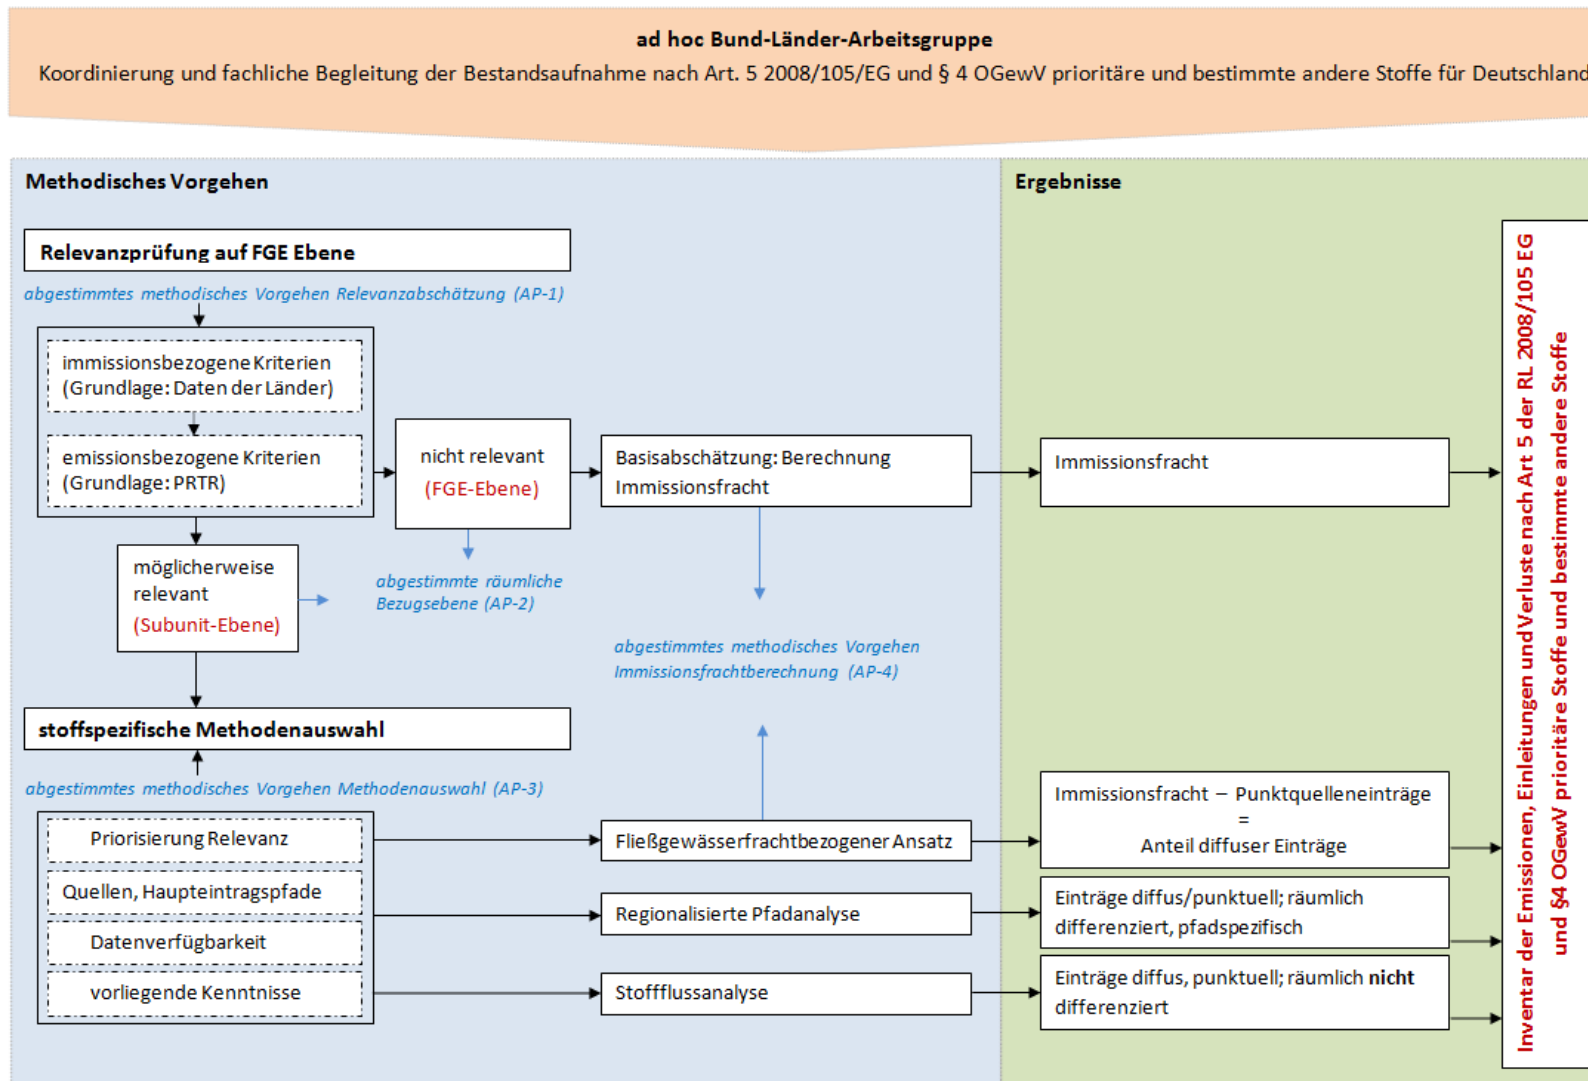 ad hoc Bund-Länder-Arbeitsgruppe
Koordinierung und fachliche Begleitung der Bestandsaufnahme nach Art. 5 2008/105/EG und § 4 OGewV prioritäre und bestimmte andere Stoffe für Deutschland
Methodisches Vorgehen
Relevanzprüfung auf FGE Ebene
abgestimmtes methodisches Vorgehen Relevanzabschätzung (AP-1)
immissionsbezogene Kriterien
(Grundlage: Daten der Länder)
emissionsbezogene Kriterien
(Grundlage: PRTR)
nicht relevant
(FGE-Ebene)
Basisabschätzung: Berechnung
Immissionsfracht
möglicherweise
relevant
(Subunit-Ebene)
abgestimmte räumliche
Bezugsebene (AP-2)
abgestimmtes methodisches Vorgehen
Immissionsfrachtberechnung (AP-4)
stoffspezifische Methodenauswahl
abgestimmtes methodisches Vorgehen Methodenauswahl (AP-3)
Priorisierung Relevanz
Quellen, Haupteintragspfade
Datenverfügbarkeit
vorliegende Kenntnisse
Fließgewässerfrachtbezogener Ansatz
Regionalisierte Pfadanalyse
Stoffflussanalyse
Ergebnisse
Immissionsfracht
Immissionsfracht – Punktquelleneinträge
=
Anteil diffuser Einträge
Einträge diffus/punktuell; räumlich
differenziert, pfadspezifisch
Einträge diffus, punktuell; räumlich nicht
differenziert
Inventar der Emissionen, Einleitungen und Verluste nach Art 5 der RL 2008/105 EG
und §4 OGewV prioritäre Stoffe und bestimmte andere Stoffe